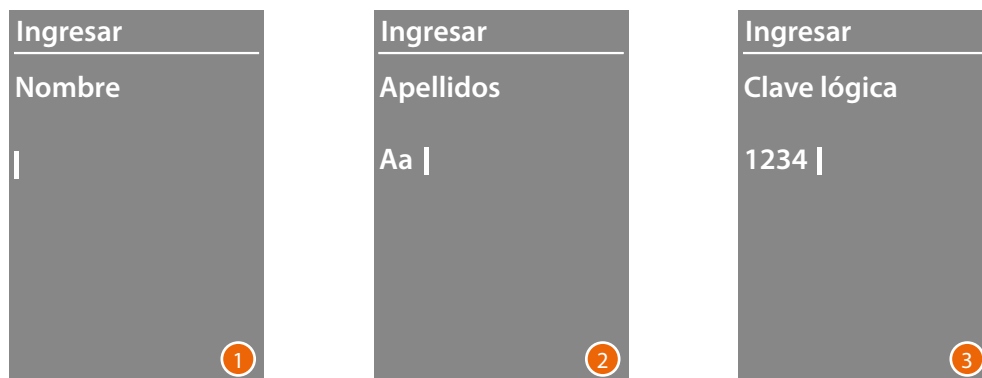 Ingresar
Nombre
1
Ingresar
Apellidos
Aa
2
Ingresar
Clave lógica
1234
3